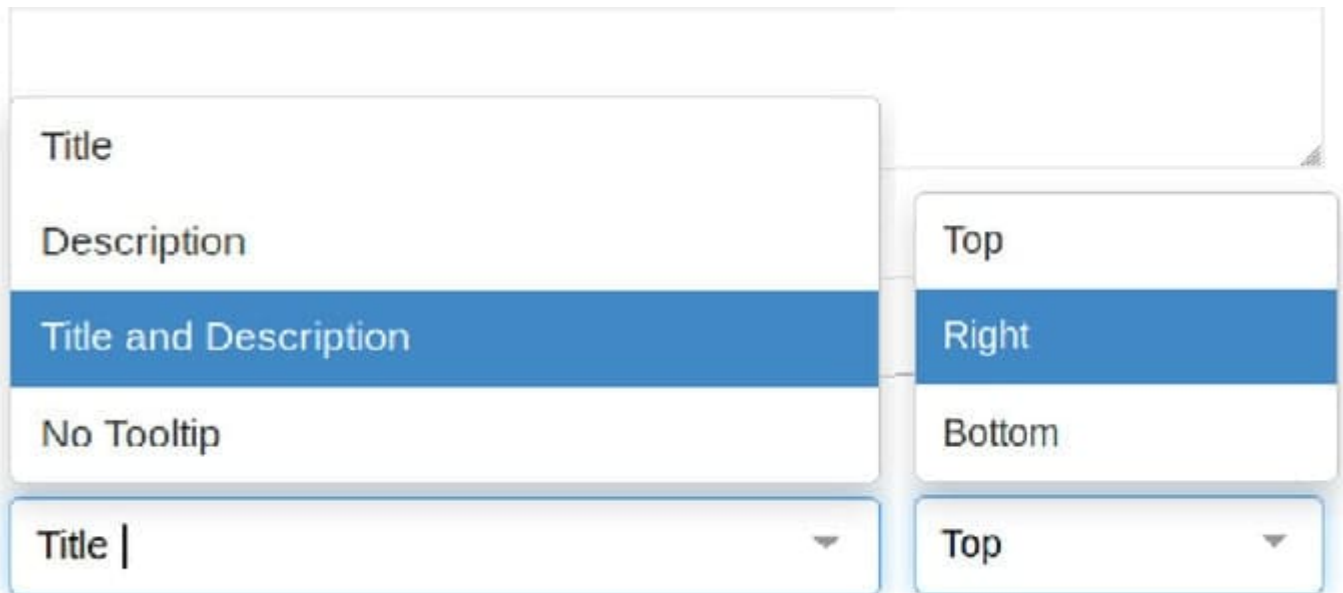 Title
Description
Title and Description
No Tooltip
Title
Top
Right
Bottom
Top